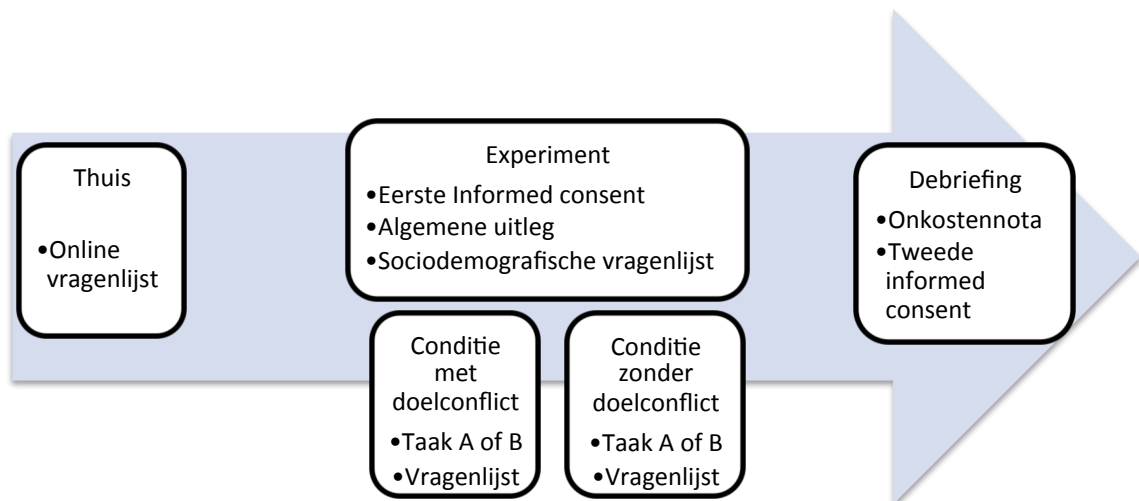 Thuis
•Online
vragenlijst
Experiment
•Eerste Informed consent
•Algemene uitleg
•Sociodemografische vragenlijst
Conditie
met
doelconflict
•Taak A of B
•Vragenlijst
Conditie
zonder
doelconflict
•Taak A of B
•Vragenlijst
Debriefing
•Onkostennota
•Tweede
informed
consent